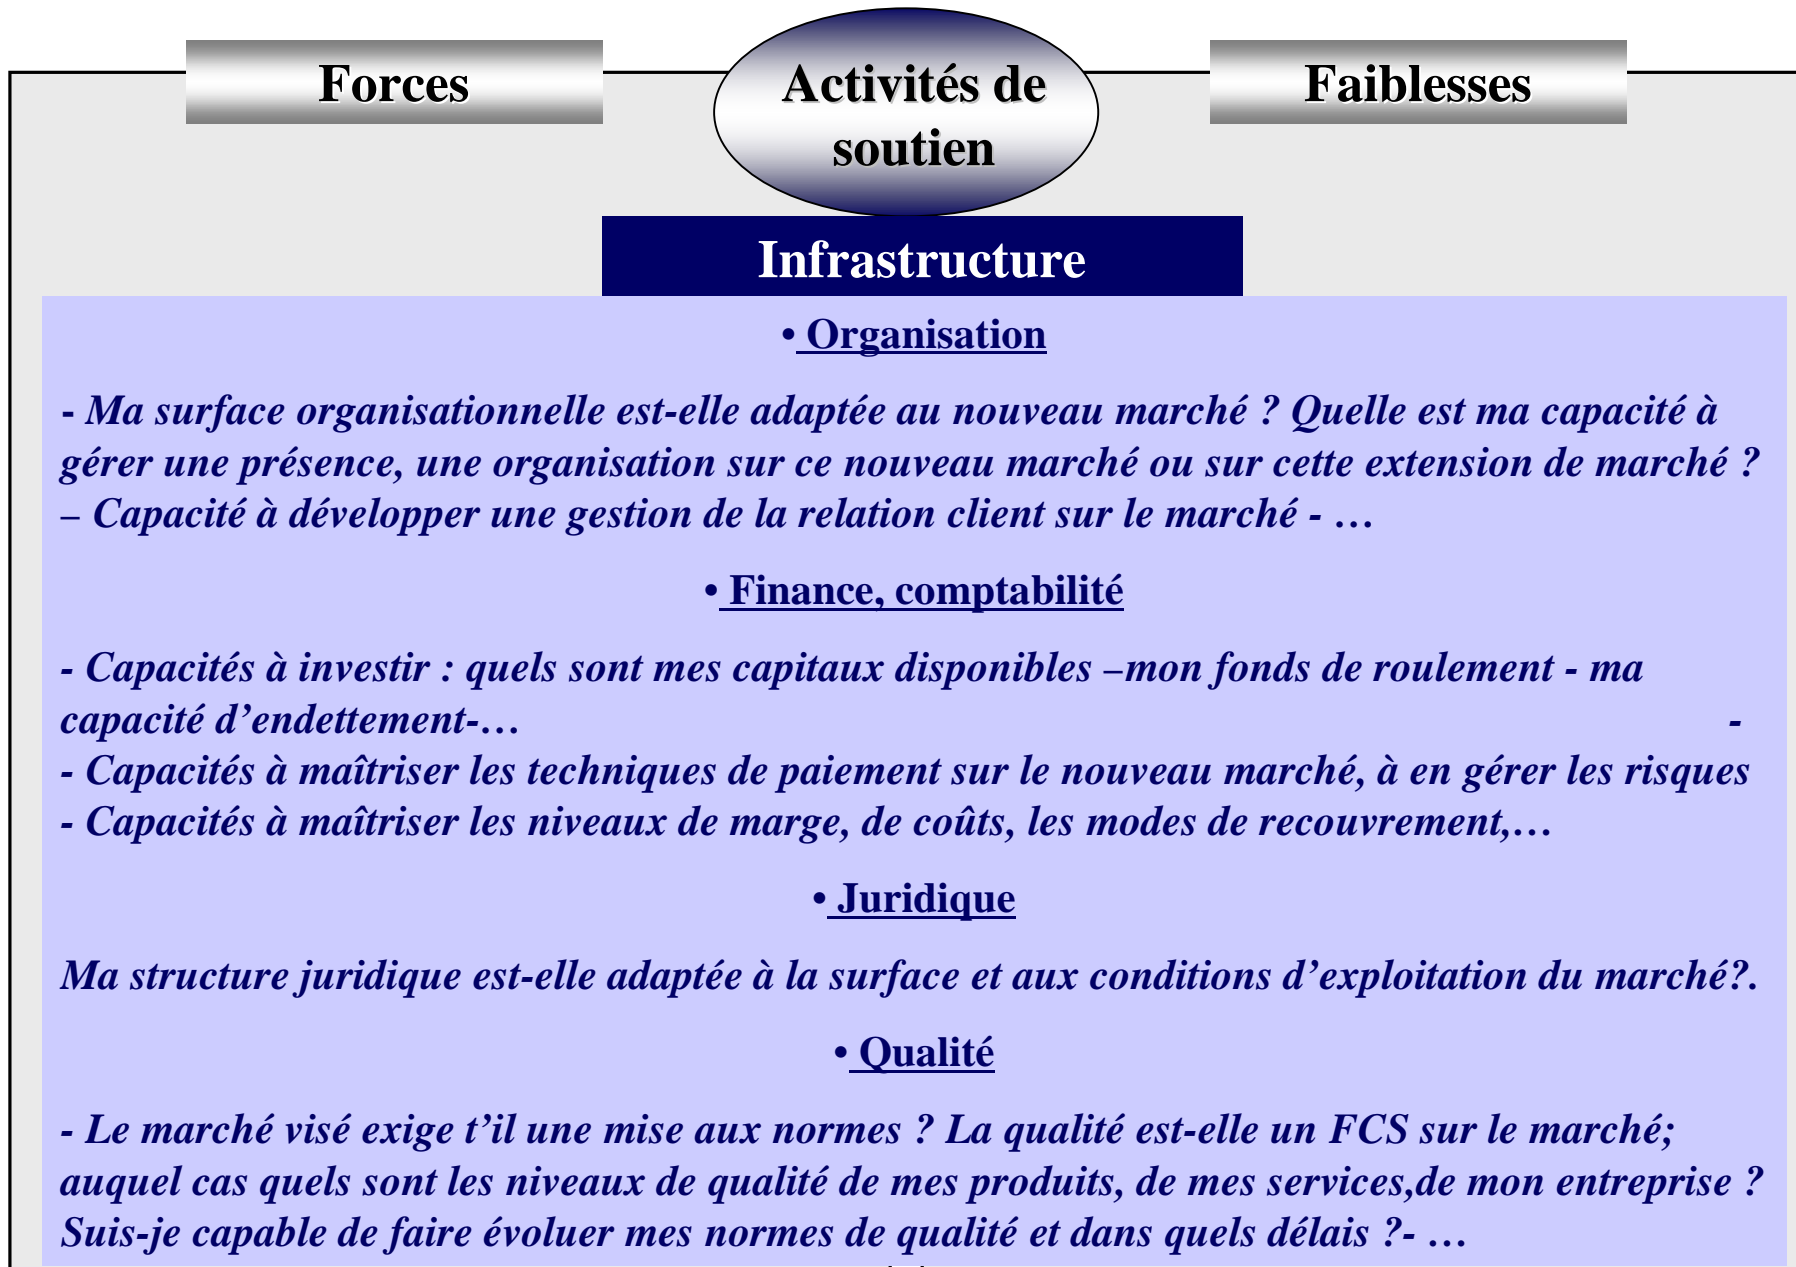 Forces
Activités de
soutien
Faiblesses
Infrastructure
• Organisation
- Ma surface organisationnelle est-elle adaptée au nouveau marché ? Quelle est ma capacité à
gérer une présence, une organisation sur ce nouveau marché ou sur cette extension de marché ?
– Capacité à développer une gestion de la relation client sur le marché - …
• Finance, comptabilité
- Capacités à investir : quels sont mes capitaux disponibles –mon fonds de roulement - ma
capacité d’endettement-… -
- Capacités à maîtriser les techniques de paiement sur le nouveau marché, à en gérer les risques
- Capacités à maîtriser les niveaux de marge, de coûts, les modes de recouvrement,…
• Juridique
Ma structure juridique est-elle adaptée à la surface et aux conditions d’exploitation du marché?.
• Qualité
- Le marché visé exige t’il une mise aux normes ? La qualité est-elle un FCS sur le marché;
auquel cas quels sont les niveaux de qualité de mes produits, de mes services,de mon entreprise ?
Suis-je capable de faire évoluer mes normes de qualité et dans quels délais ?- …